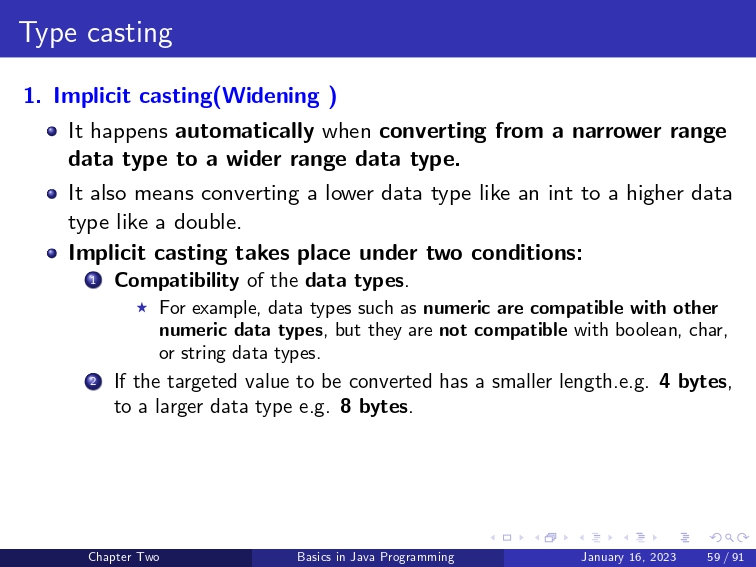 Type casting
1. Implicit casting(Widening )
It happens automatically when converting from a narrower range
data type to a wider range data type.
It also means converting a lower data type like an int to a higher data
type like a double.
Implicit casting takes place under two conditions:
1 Compatibility of the data types.
For example, data types such as numeric are compatible with other
numeric data types, but they are not compatible with boolean, char,
or string data types.
2 If the targeted value to be converted has a smaller length.e.g. 4 bytes,
to a larger data type e.g. 8 bytes.
Chapter Two Basics in Java Programming January 16, 2023 59 / 91